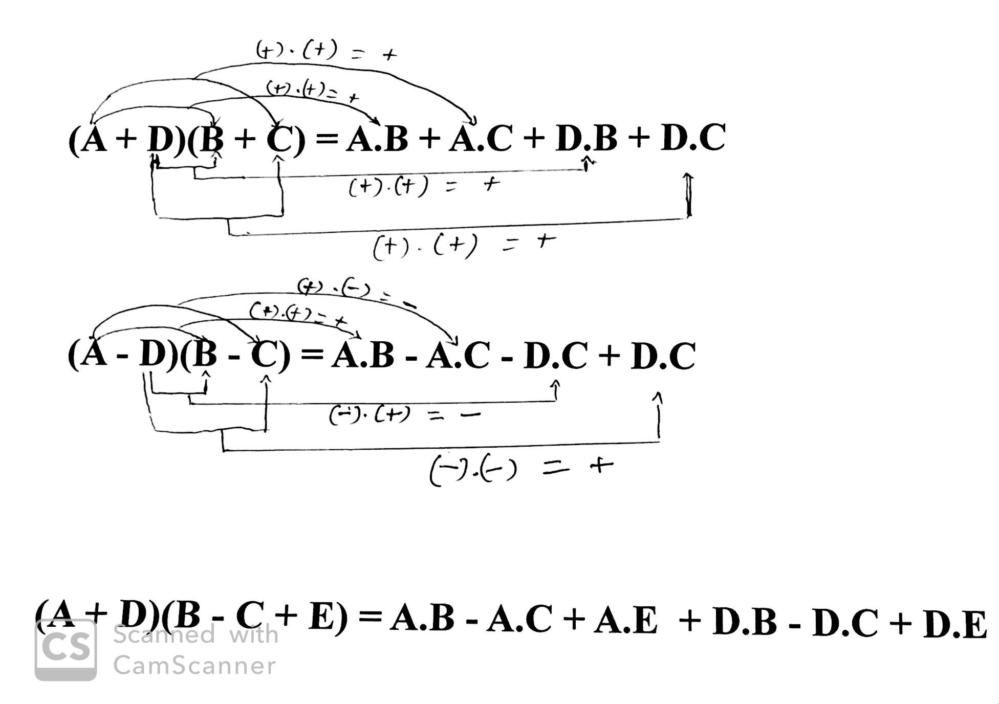 (+).(+) = +
(+).(+) = +
(A + D)(B + C) = A.B + A.C + D.B + D.C
(+).(+) = +
(+).(+) = +
(+).(-) = -
(+).(+) = +
(A - D)(B - C) = A.B - A.C - D.C + D.C
(-).(+) = -
(-).(-) = +
(A + D)(B - C + E) = A.B - A.C + A.E + D.B - D.C + D.E
CS
Scanned with
CamScanner